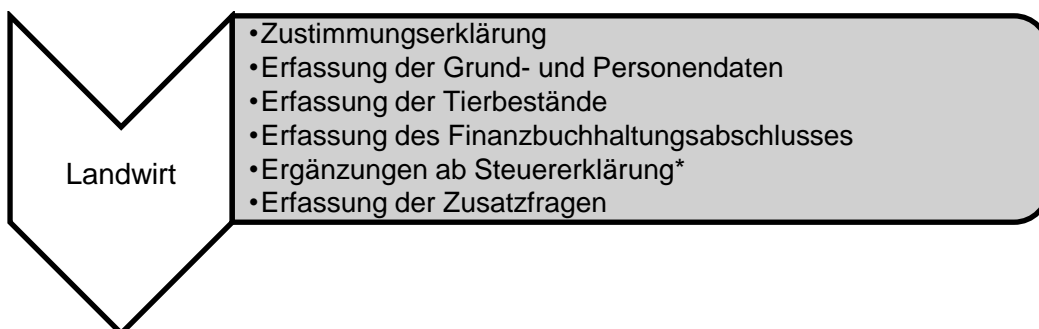 Landwirt
•Zustimmungserklärung
•Erfassung der Grund- und Personendaten
•Erfassung der Tierbestände
•Erfassung des Finanzbuchhaltungsabschlusses
•Ergänzungen ab Steuererklärung*
•Erfassung der Zusatzfragen